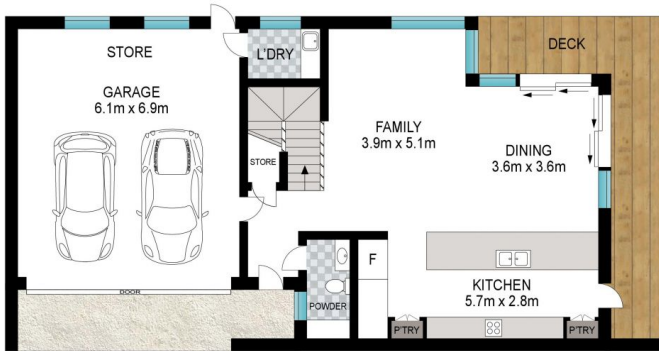 STORE
GARAGE
6.1m x 6.9m
L'DRY
STORE
FAMILY
3.9m x 5.1m
DECK
DINING
3.6m x 3.6m
F
KITCHEN
5.7m x 2.8m
POWDER
P'TRY
P'TRY
DOOR